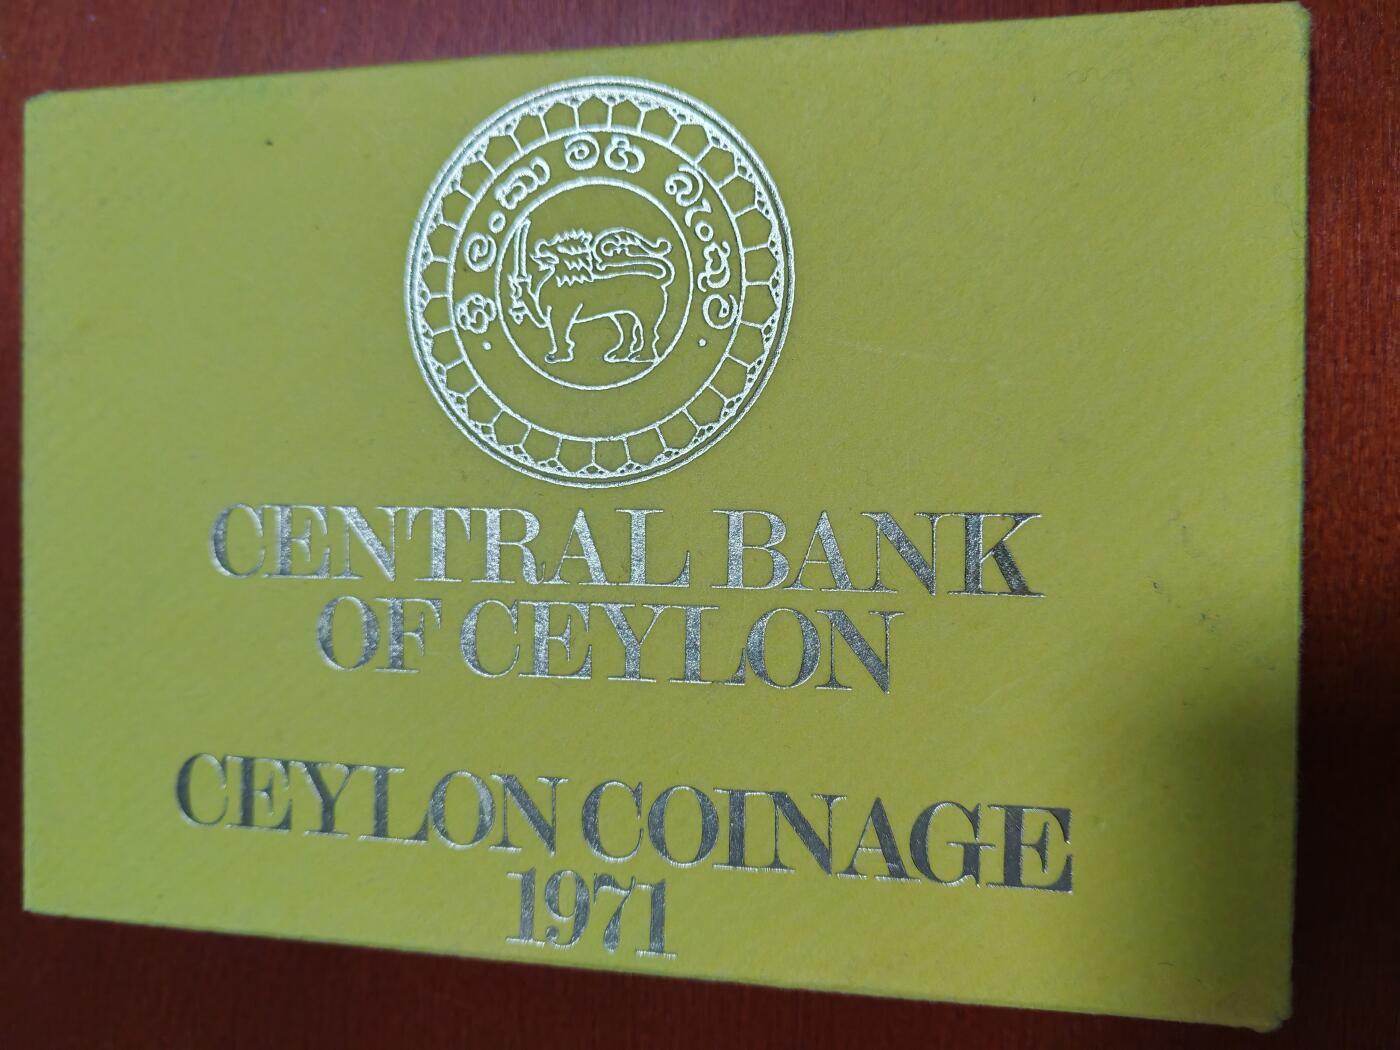 ශ්‍රී ලංකා මහ බැංකුව
CENTRAL BANK
OF CEYLON
CEYLON COINAGE
1971